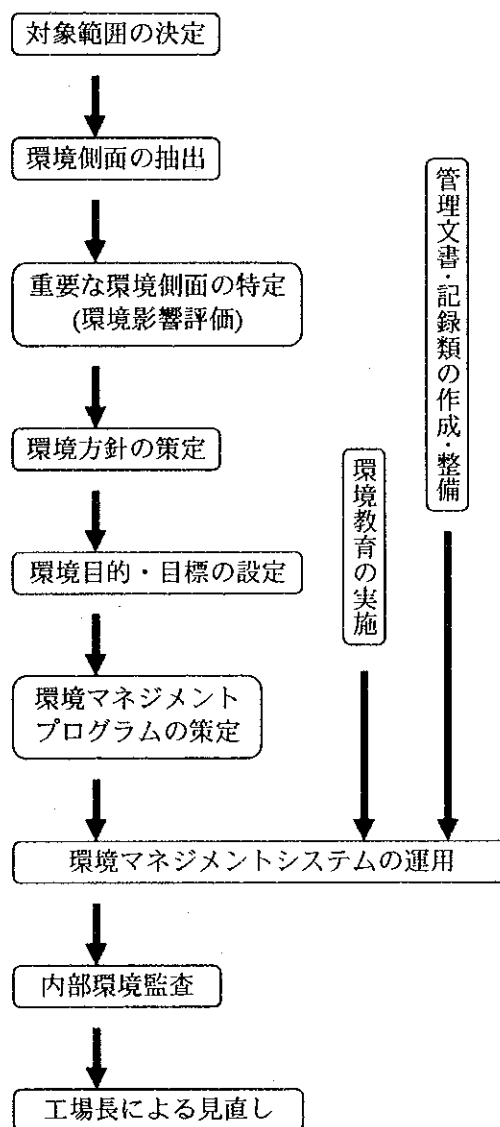 対象範囲の決定
環境側面の抽出
重要な環境側面の特定
(環境影響評価)
環境方針の策定
環境目的・目標の設定
環境マネジメント
プログラムの策定
環境教育の実施
管理文書・記録類の作成・整備
環境マネジメントシステムの運用
内部環境監査
工場長による見直し